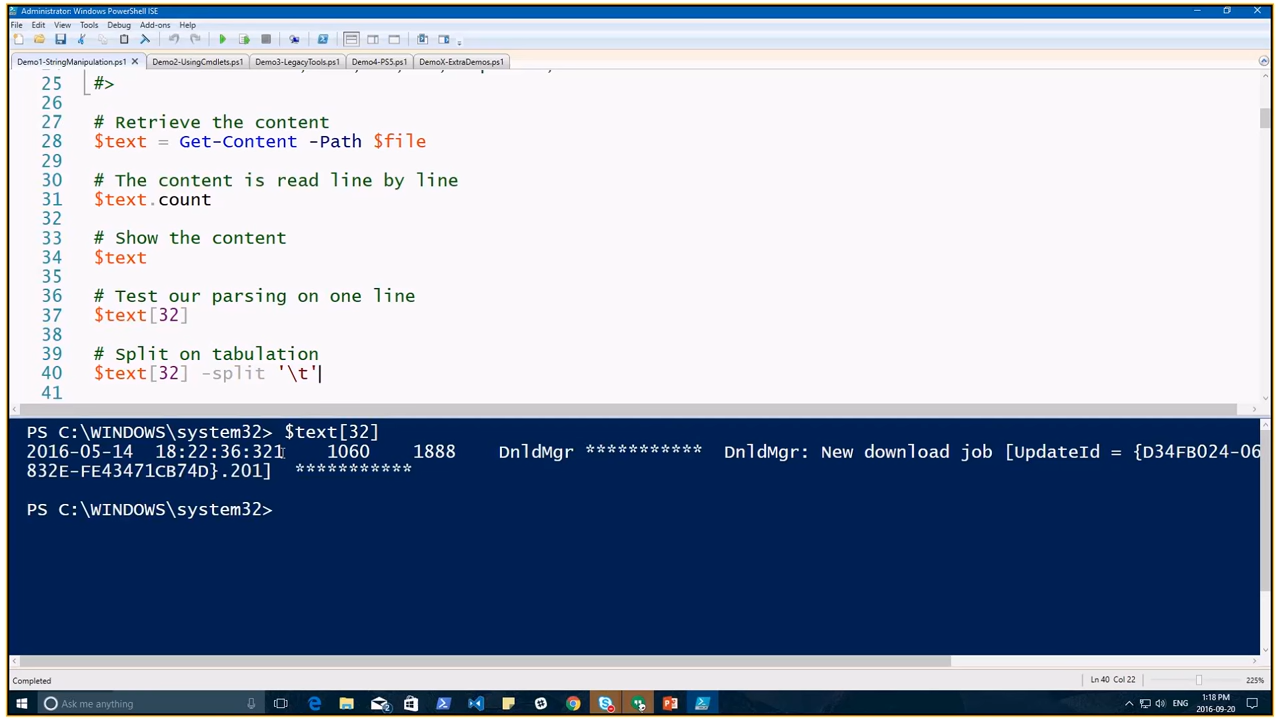 Administrator: Windows PowerShell ISE
File Edit View Tools Debug Add-ons Help
Demo1-StringManipulation.ps1 Demo2-UsingCmdlets.ps1 Demo3-LegacyTools.ps1 Demo4-PS5.ps1 DemoX-ExtraDemos.ps1
25 #>
26
27 # Retrieve the content
28 $text = Get-Content -Path $file
29
30 # The content is read line by line
31 $text.count
32
33 # Show the content
34 $text
35
36 # Test our parsing on one line
37 $text[32]
38
39 # Split on tabulation
40 $text[32] -split '\t'
41
PS C:\WINDOWS\system32> $text[32]
2016-05-14 18:22:36:321 1060 1888 DnldMgr *********** DnldMgr: New download job [UpdateId = {D34FB024-06
832E-FE43471CB74D}.201] ***********
PS C:\WINDOWS\system32>
Completed Ln 40 Col 22 225%
Ask me anything ENG 1:18 PM
2016-09-20